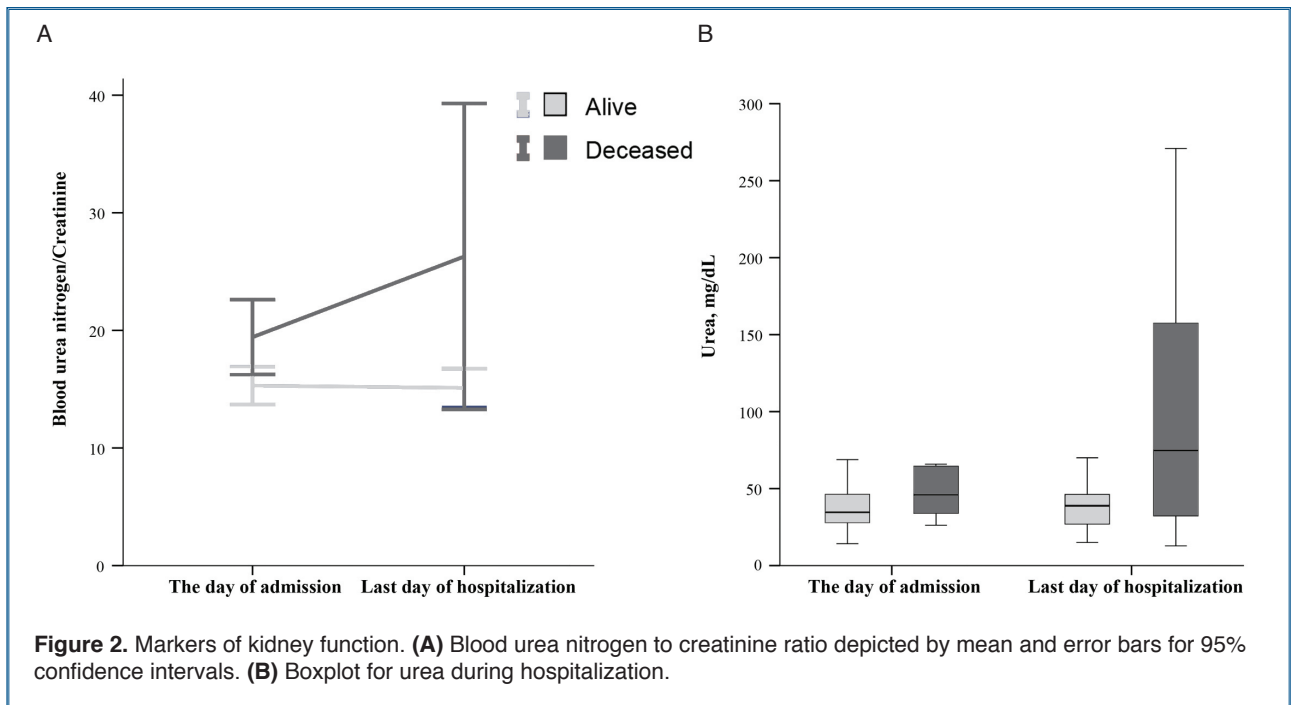 A
B
40
30
20
10
0
Blood urea nitrogen/Creatinine
The day of admission
Last day of hospitalization
Alive
Deceased
300
250
200
150
100
50
0
Urea, mg/dL
The day of admission
Last day of hospitalization
Figure 2. Markers of kidney function. (A) Blood urea nitrogen to creatinine ratio depicted by mean and error bars for 95%
confidence intervals. (B) Boxplot for urea during hospitalization.